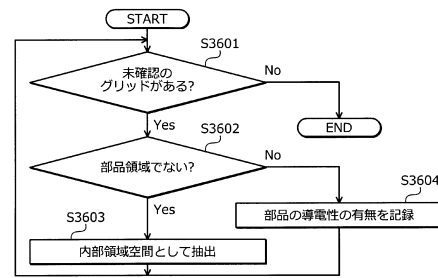 START
S3601
未確認の
グリッドがある?
No
END
Yes
S3602
部品領域でない?
No
S3604
部品の導電性の有無を記録
Yes
S3603
内部領域空間として抽出